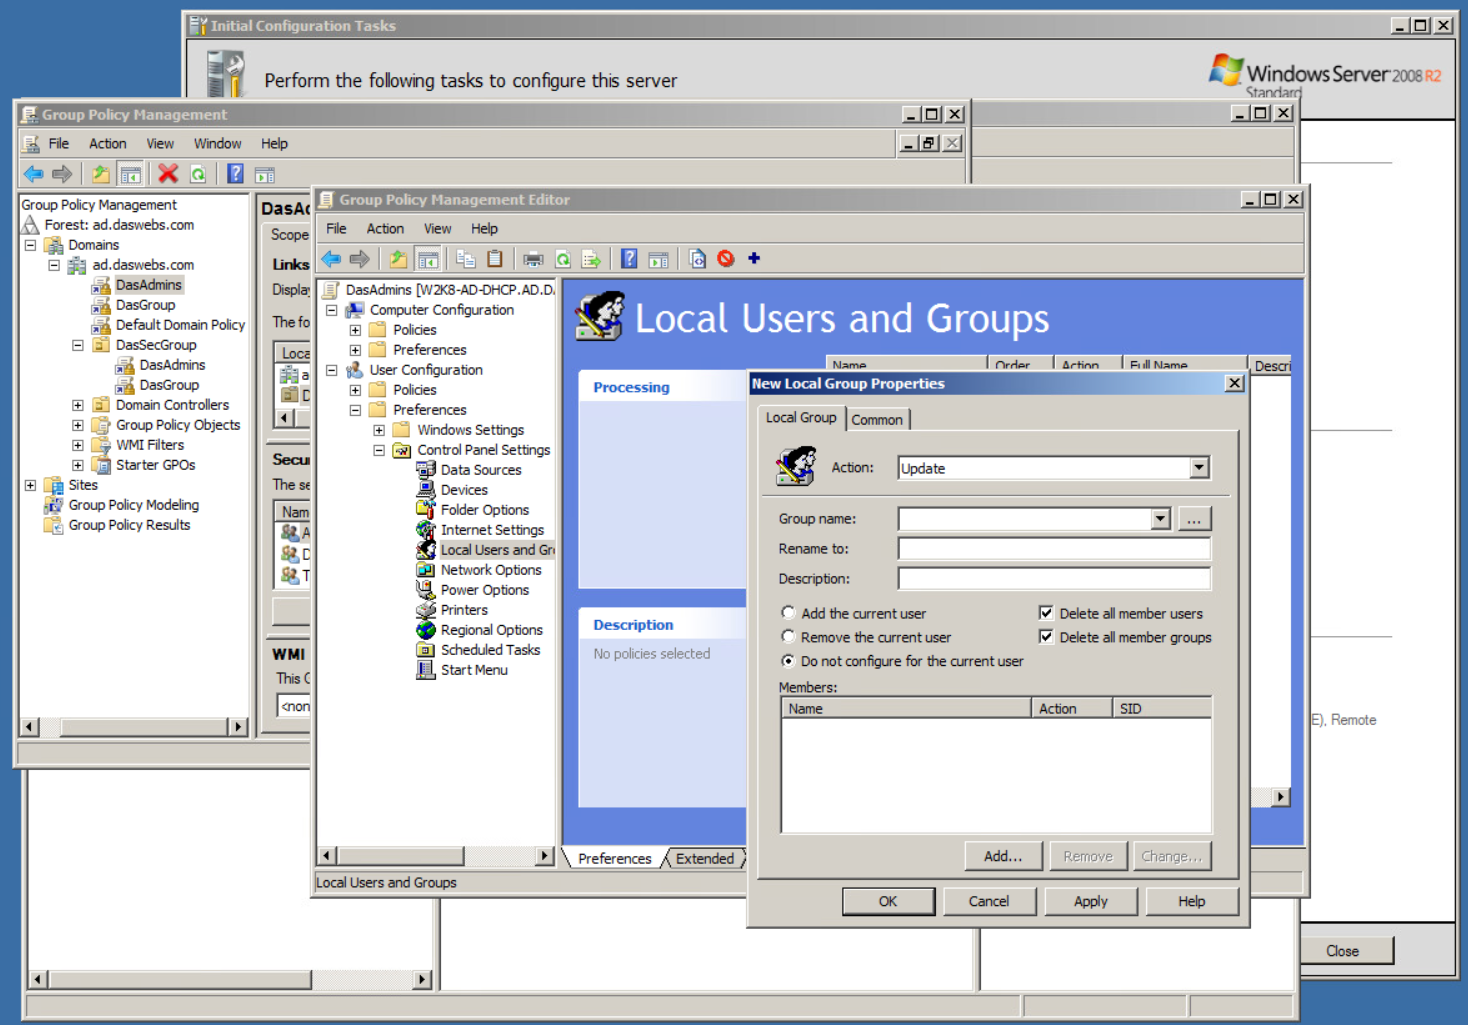 Initial Configuration Tasks
Perform the following tasks to configure this server
Windows Server 2008 R2
Standard
Group Policy Management
File Action View Window Help
Group Policy Management
Forest: ad.daswebs.com
Domains
ad.daswebs.com
DasAdmins
DasGroup
Default Domain Policy
DasSecGroup
DasAdmins
DasGroup
Domain Controllers
Group Policy Objects
WMI Filters
Starter GPOs
Sites
Group Policy Modeling
Group Policy Results
Scope
Links
The
WMI
This
Group Policy Management Editor
File Action View Help
DasAdmins [W2K8-AD-DHCP.AD.D
Computer Configuration
Policies
Preferences
User Configuration
Policies
Preferences
Windows Settings
Control Panel Settings
Data Sources
Devices
Folder Options
Internet Settings
Local Users and Gr
Network Options
Power Options
Printers
Regional Options
Scheduled Tasks
Start Menu
Local Users and Groups
Name Order Action Full Name Descri
Processing
Description
No policies selected
Preferences Extended
Local Users and Groups
New Local Group Properties
Local Group Common
Action: Update
Group name: ...
Rename to:
Description:
Add the current user
Delete all member users
Remove the current user
Delete all member groups
Do not configure for the current user
Members:
Name Action SID
Add... Remove Change...
OK Cancel Apply Help
E), Remote
Close